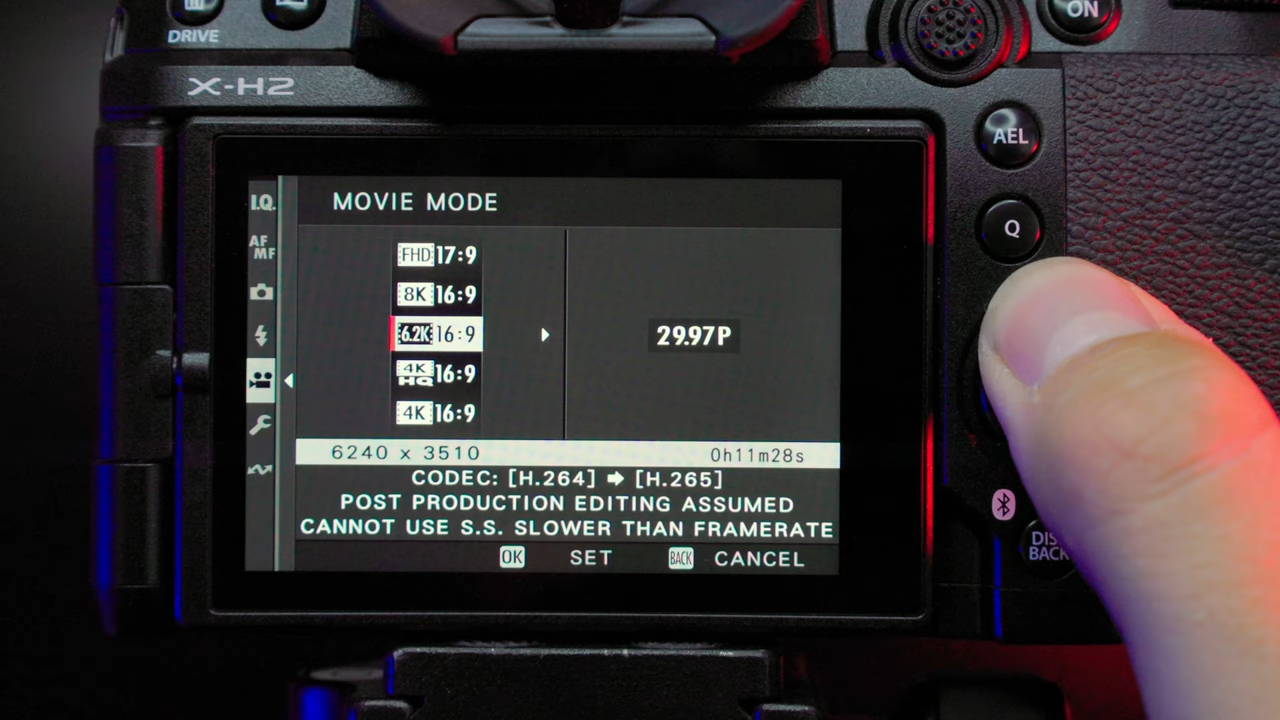 DRIVE
ON
X-H2
AEL
Q
MOVIE MODE
I.Q.
AF
MF
FHD 17:9
8K 16:9
6.2K 16:9
29.97P
4K HQ 16:9
4K 16:9
6240 x 3510 0h11m28s
CODEC: [H.264] ➡ [H.265]
POST PRODUCTION EDITING ASSUMED
CANNOT USE S.S. SLOWER THAN FRAMERATE
OK SET BACK CANCEL
BACK